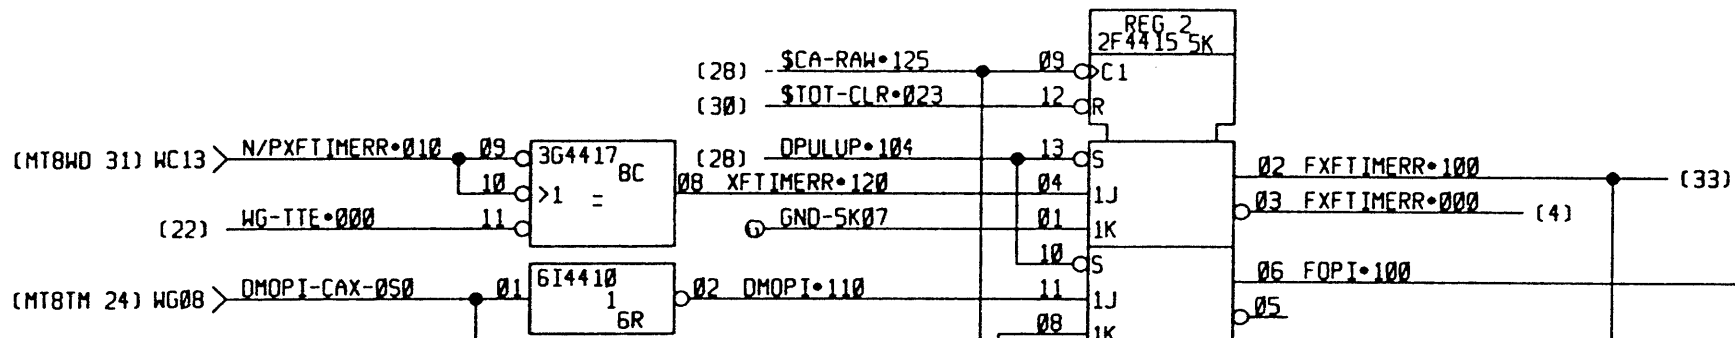 REG 2
2F4415 5K
(28) $CA-RAW•125 09 C1
(30) $TOT-CLR•023 12 R
(MT8WD 31) WC13 N/PXFTIMERR•010 09 3G4417 8C
(28) DPULUP•104 13 S
02 FXFTIMERR•100 (33)
10 >1 =
08 XFTIMERR•120 04 1J
03 FXFTIMERR•000 (4)
(22) WG-TTE•000 11
G GND-5K07 01 1K
10 S
06 FOPI•100
(MT8TM 24) WG08 DMOPI-CAX-0S0 01 6I4410 1 6R
02 DMOPI•110 11 1J
05
08 1K